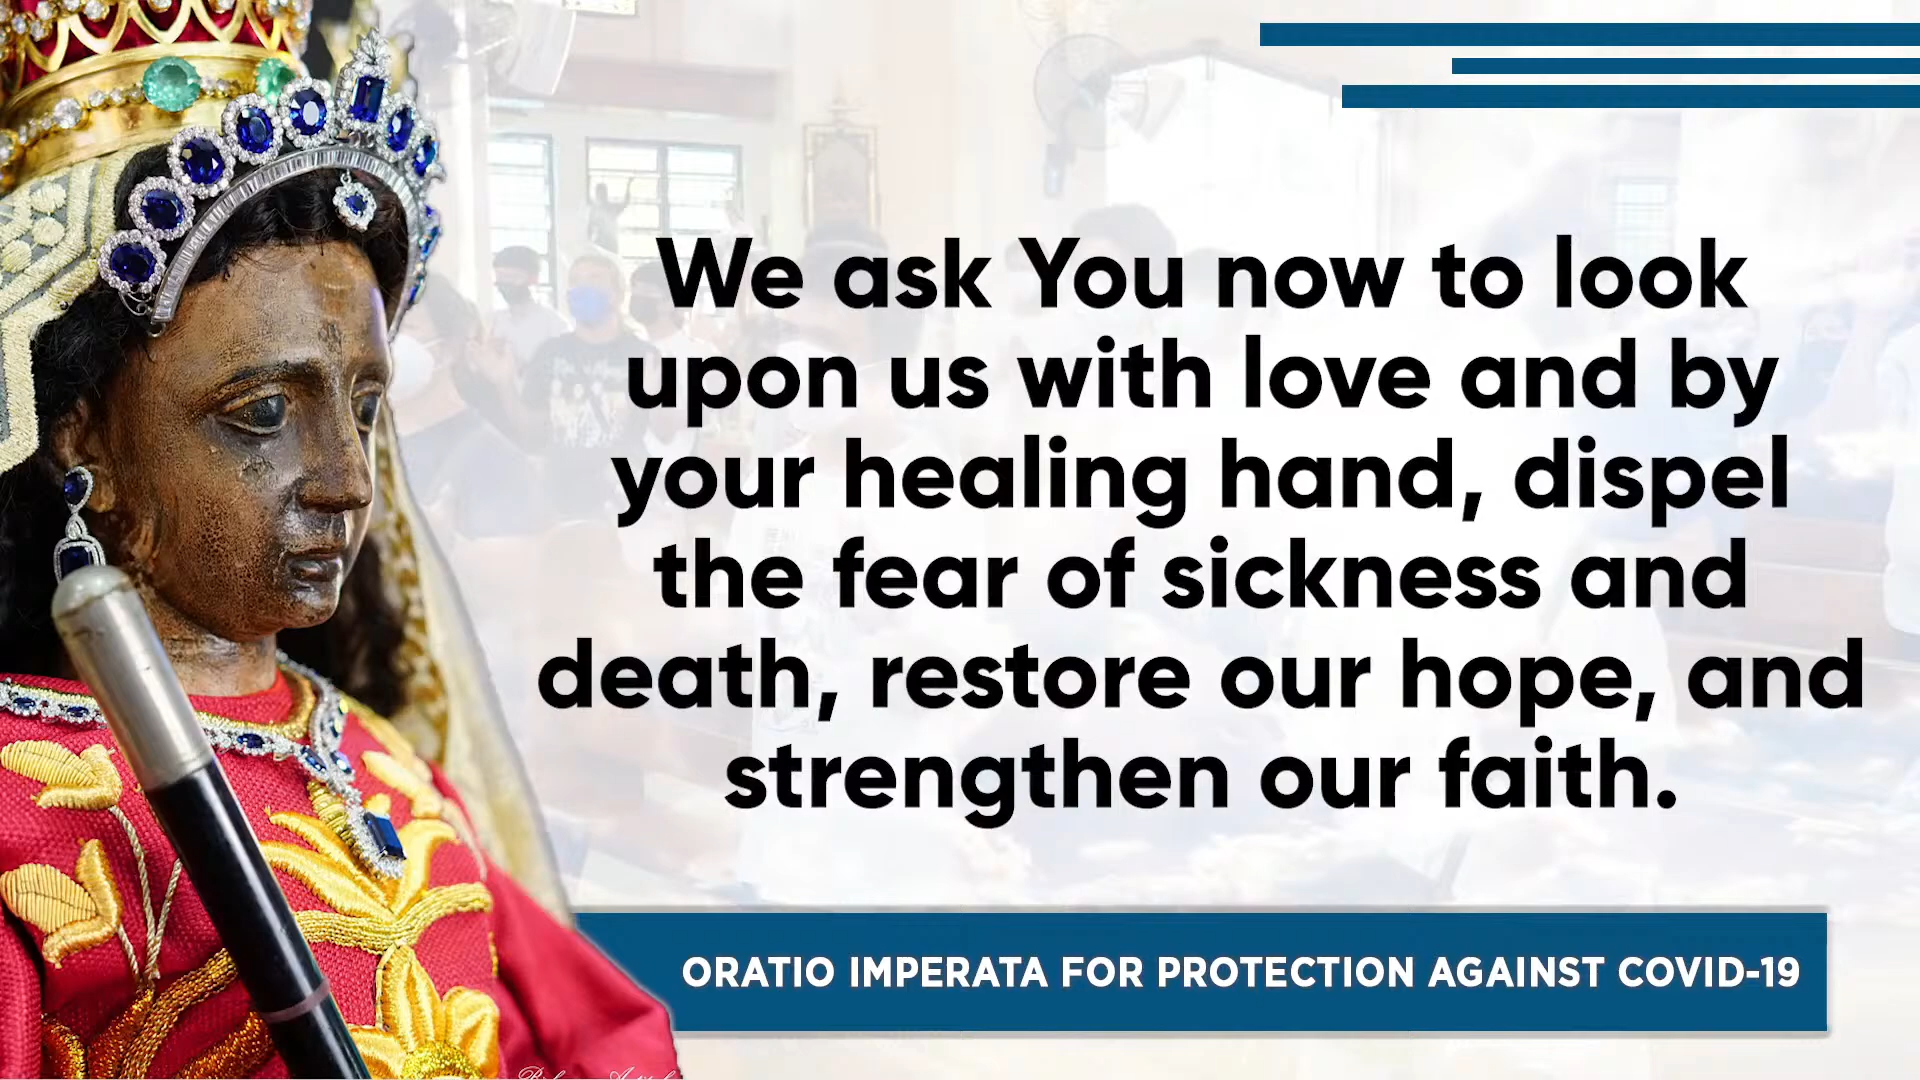 We ask You now to look
upon us with love and by
your healing hand, dispel
the fear of sickness and
death, restore our hope, and
strengthen our faith.
ORATIO IMPERATA FOR PROTECTION AGAINST COVID-19